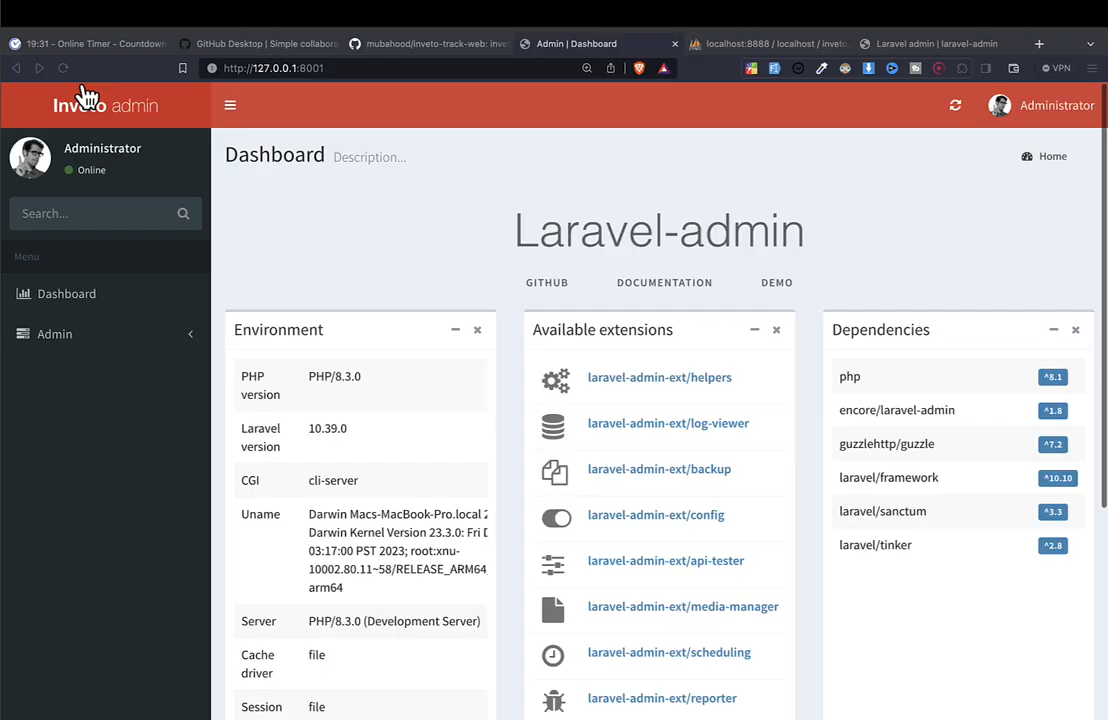 19:31 - Online Timer - Countdown
GitHub Desktop | Simple collabora
mubahood/inveto-track-web: inve
Admin | Dashboard
localhost:8888 / localhost / inveto
Laravel admin | laravel-admin
http://127.0.0.1:8001
VPN
Inveto admin
Administrator
Administrator
Online
Search...
Menu
Dashboard
Admin
Dashboard Description...
Home
Laravel-admin
GITHUB
DOCUMENTATION
DEMO
Environment
PHP version
PHP/8.3.0
Laravel version
10.39.0
CGI
cli-server
Uname
Darwin Macs-MacBook-Pro.local 2
Darwin Kernel Version 23.3.0: Fri D
03:17:00 PST 2023; root:xnu-
10002.80.11~58/RELEASE_ARM64_
arm64
Server
PHP/8.3.0 (Development Server)
Cache driver
file
Session
file
Available extensions
laravel-admin-ext/helpers
laravel-admin-ext/log-viewer
laravel-admin-ext/backup
laravel-admin-ext/config
laravel-admin-ext/api-tester
laravel-admin-ext/media-manager
laravel-admin-ext/scheduling
laravel-admin-ext/reporter
Dependencies
php
^8.1
encore/laravel-admin
^1.8
guzzlehttp/guzzle
^7.2
laravel/framework
^10.10
laravel/sanctum
^3.3
laravel/tinker
^2.8